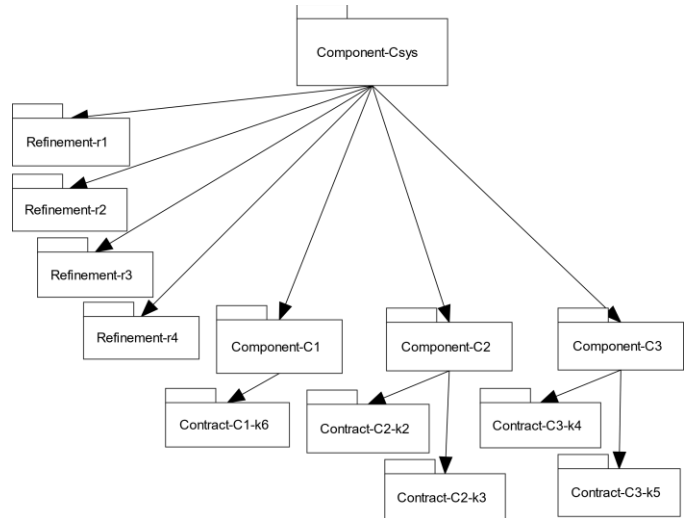 Component-Csys
Refinement-r1
Refinement-r2
Refinement-r3
Refinement-r4
Component-C1
Component-C2
Component-C3
Contract-C1-k6
Contract-C2-k2
Contract-C3-k4
Contract-C2-k3
Contract-C3-k5